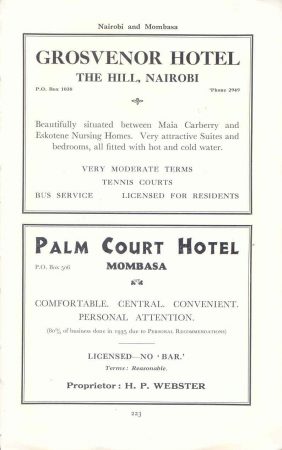 Nairobi and Mombasa
GROSVENOR HOTEL
THE HILL, NAIROBI
P.O. Box 1038 'Phone 2949
Beautifully situated between Maia Carberry and
Eskotene Nursing Homes. Very attractive Suites and
bedrooms, all fitted with hot and cold water.
VERY MODERATE TERMS
TENNIS COURTS
BUS SERVICE LICENSED FOR RESIDENTS
PALM COURT HOTEL
P.O. Box 506 MOMBASA
COMFORTABLE. CENTRAL. CONVENIENT.
PERSONAL ATTENTION.
(80% of business done in 1935 due to PERSONAL RECOMMENDATIONS)
LICENSED—NO 'BAR.'
Terms: Reasonable.
Proprietor: H. P. WEBSTER
223